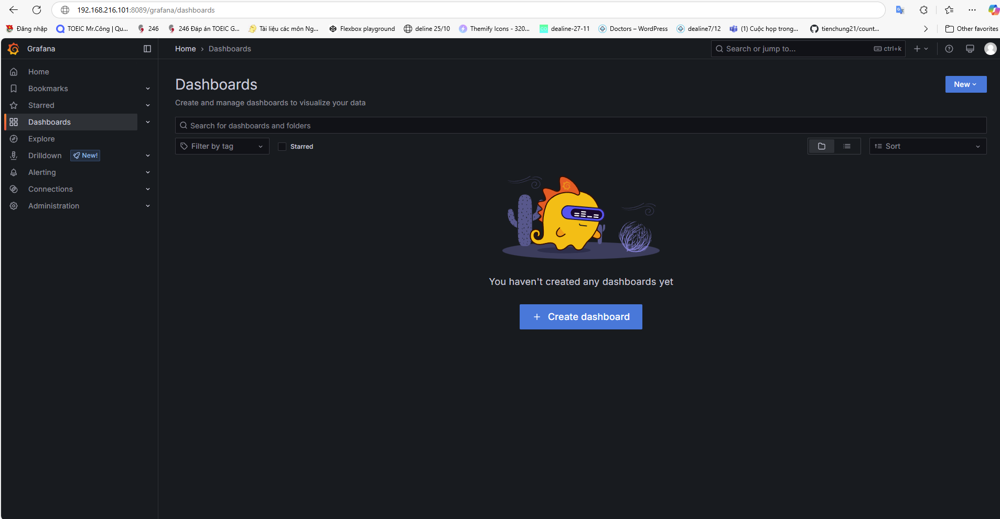 192.168.216.101:8089/grafana/dashboards
Đăng nhập TOEIC Mr.Công | Qu... 246 246 Đáp án TOEIC G... Tài liệu các môn Ng... Flexbox playground deline 25/10 Themify Icons - 320... dealine-27-11 Doctors – WordPress dealine7/12 (1) Cuộc họp trong... tienchung21/count... Other favorites
Grafana
Home › Dashboards
Search or jump to... ctrl+k
Home
Bookmarks
Starred
Dashboards
Explore
Drilldown New!
Alerting
Connections
Administration
Dashboards
New
Create and manage dashboards to visualize your data
Search for dashboards and folders
Filter by tag Starred Sort
You haven't created any dashboards yet
+ Create dashboard